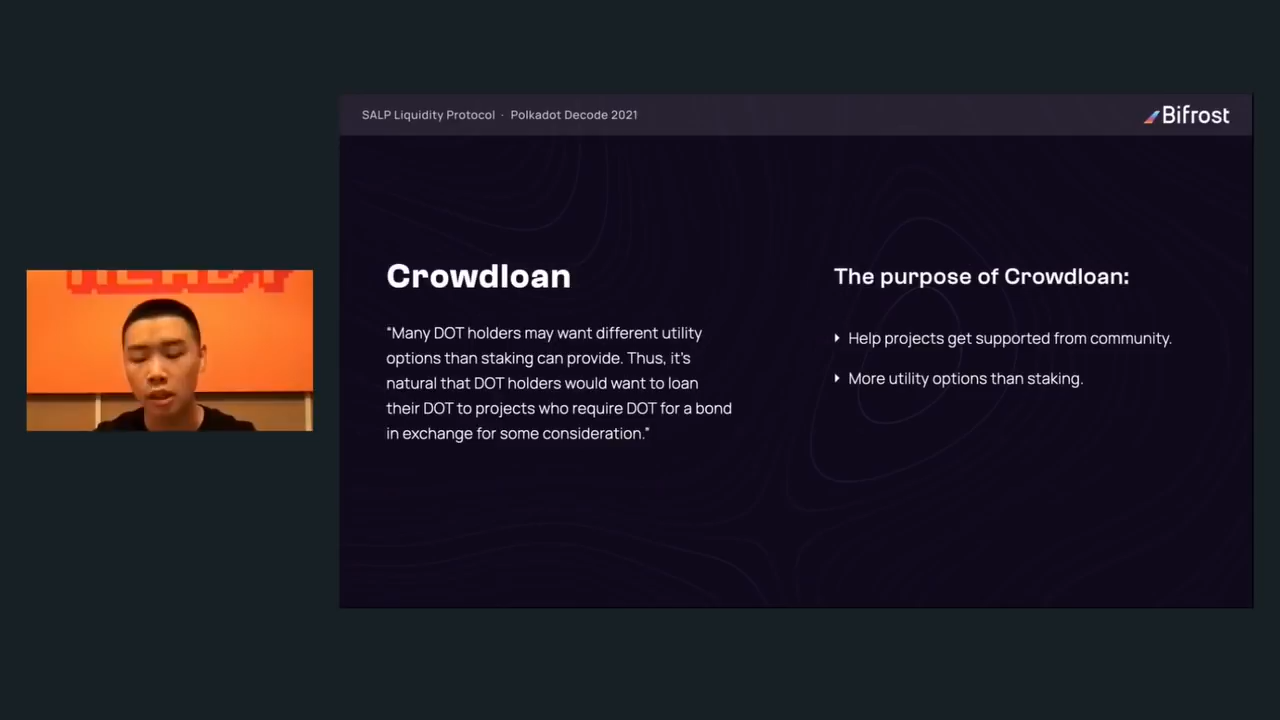 SALP Liquidity Protocol · Polkadot Decode 2021
Bifrost
Crowdloan
“Many DOT holders may want different utility
options than staking can provide. Thus, it’s
natural that DOT holders would want to loan
their DOT to projects who require DOT for a bond
in exchange for some consideration.”
The purpose of Crowdloan:
Help projects get supported from community.
More utility options than staking.